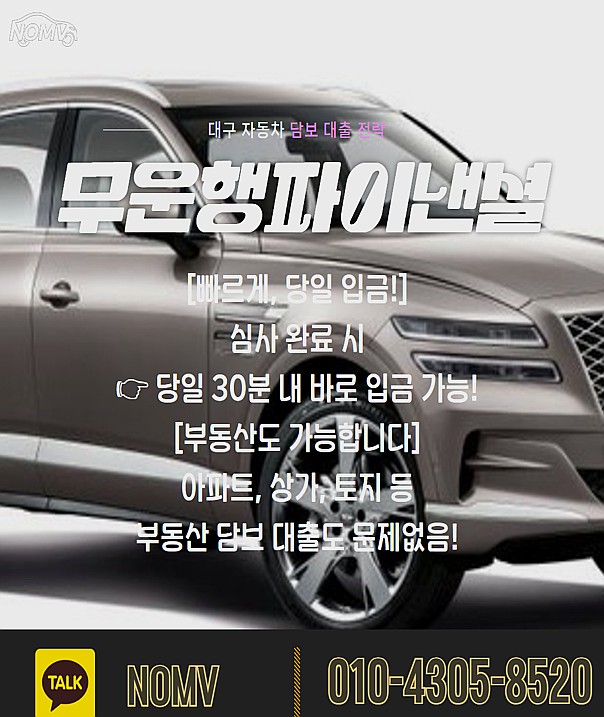 NOMV
대구 자동차 담보 대출 전략
무운행파이낸셜
[빠르게, 당일 입금!]
심사 완료 시
👉 당일 30분 내 바로 입금 가능!
[부동산도 가능합니다]
아파트, 상가, 토지 등
부동산 담보 대출도 문제없음!
TALK NOMV 010-4305-8520